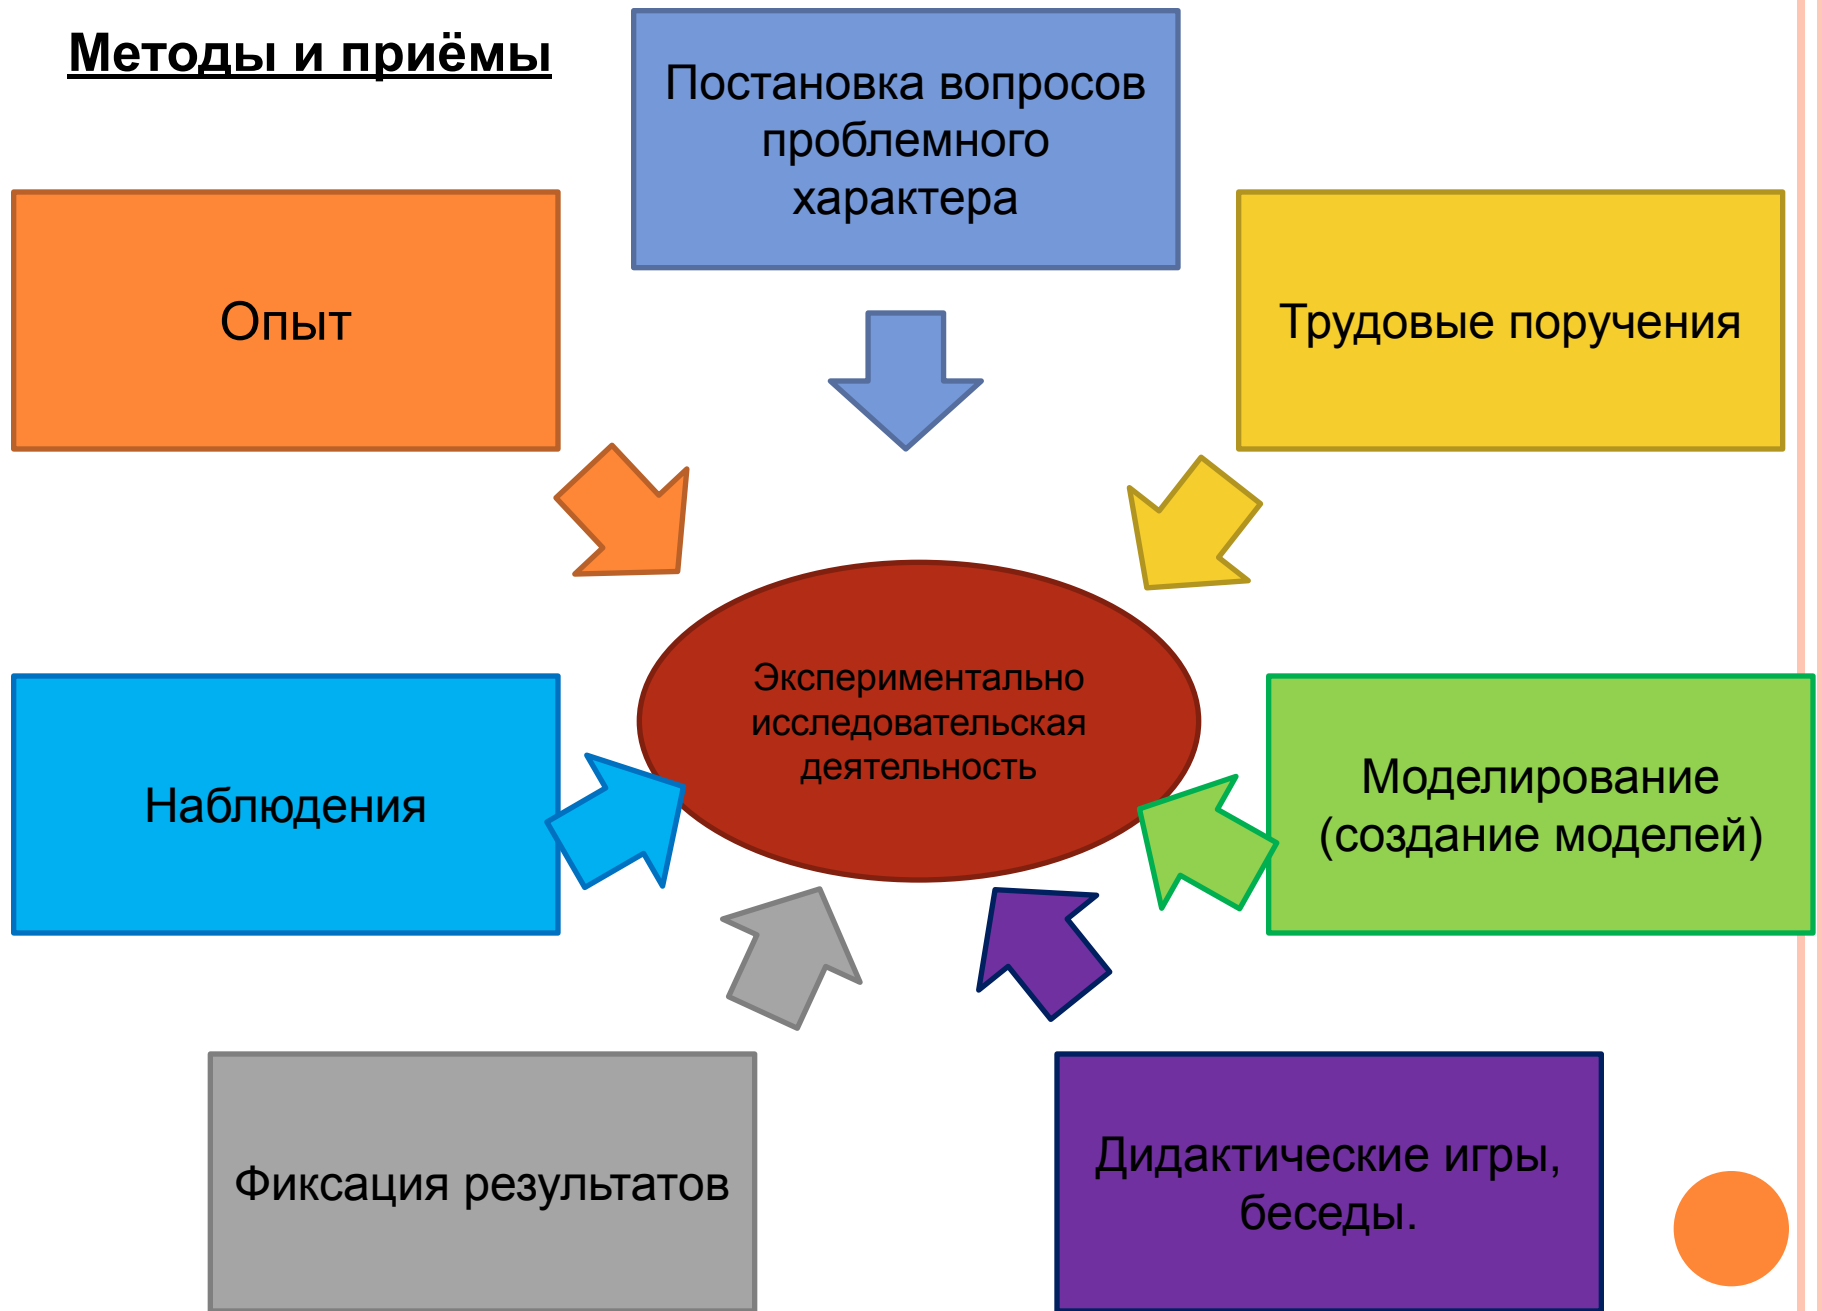 Методы и приёмы
Постановка вопросов
проблемного
характера
Опыт
Трудовые поручения
Экспериментально
исследовательская
деятельность
Наблюдения
Моделирование
(создание моделей)
Фиксация результатов
Дидактические игры,
беседы.